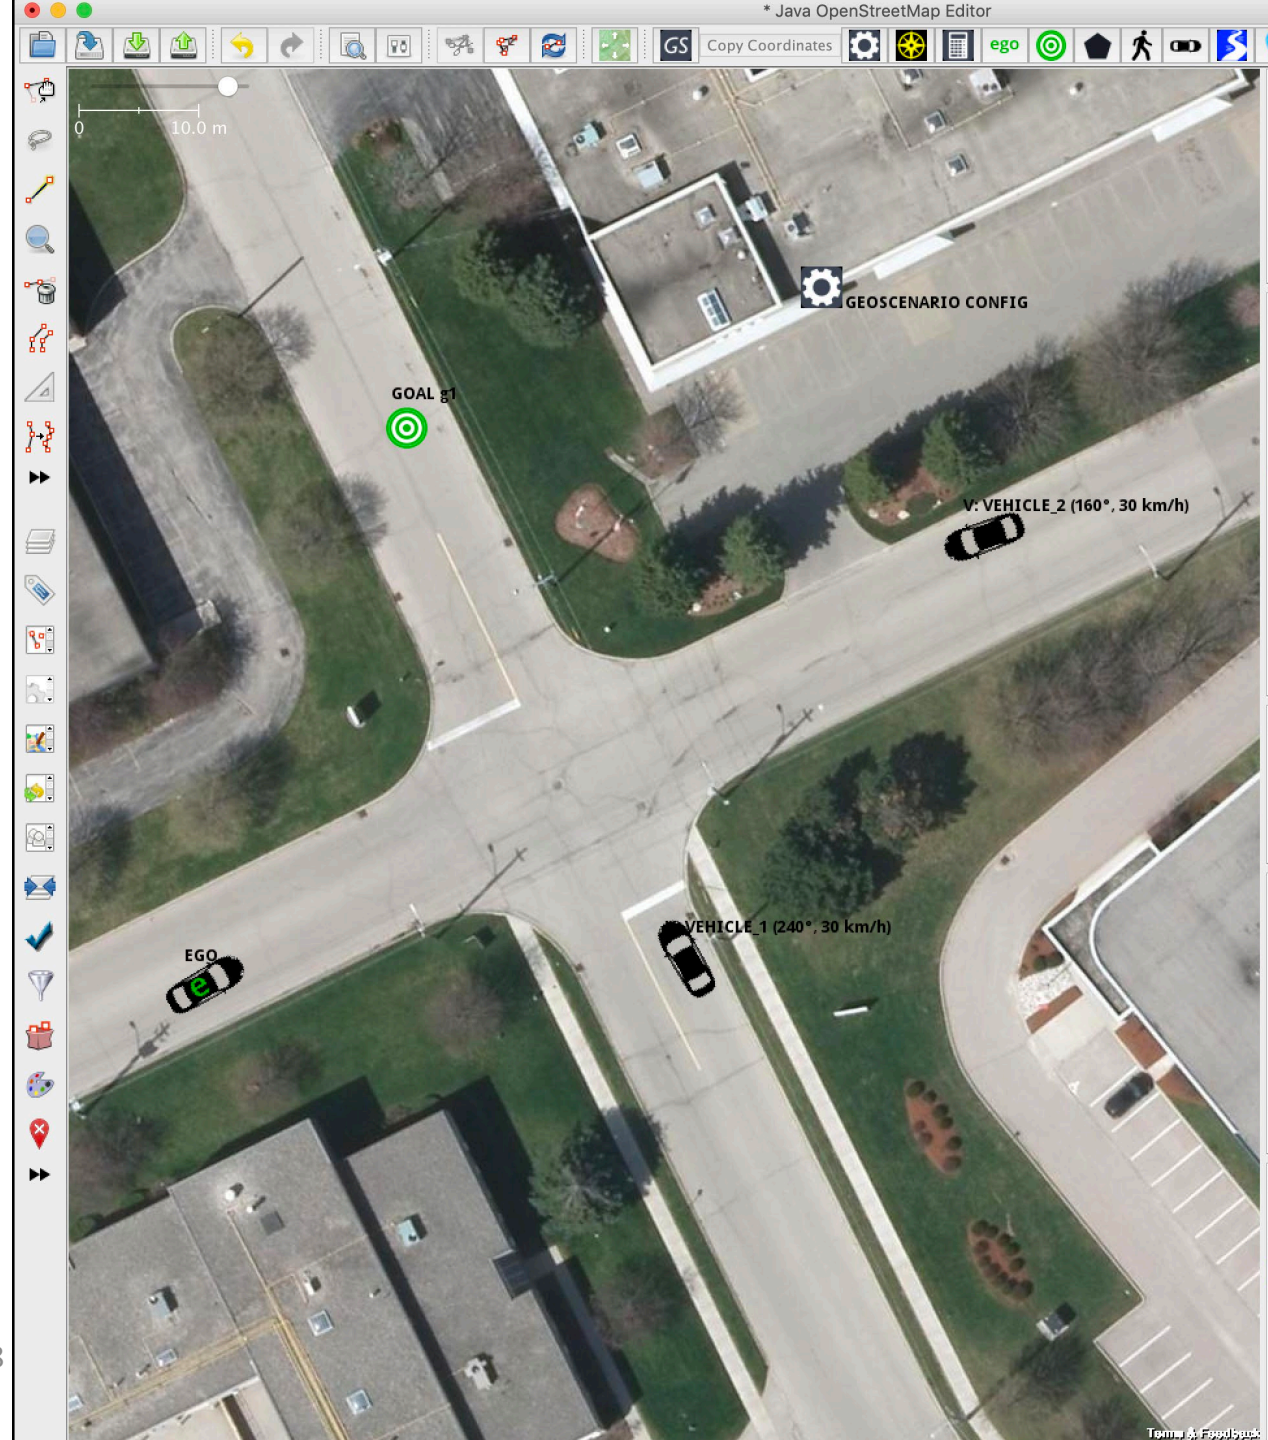 * Java OpenStreetMap Editor
GS
Copy Coordinates
ego
0
10.0 m
GEOSCENARIO CONFIG
GOAL g1
V: VEHICLE_2 (160°, 30 km/h)
VEHICLE_1 (240°, 30 km/h)
EGO
e
Terms & Feedback